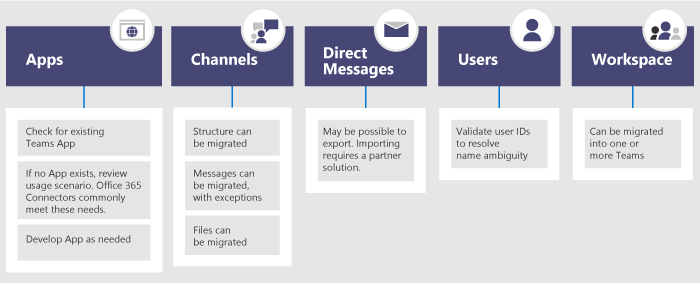 Apps
Check for existing
Teams App
If no App exists, review
usage scenario. Office 365
Connectors commonly
meet these needs.
Develop App as needed
Channels
Structure can
be migrated
Messages can
be migrated,
with exceptions
Files can
be migrated
Direct
Messages
May be possible to
export. Importing
requires a partner
solution.
Users
Validate user IDs
to resolve
name ambiguity
Workspace
Can be migrated
into one or
more Teams